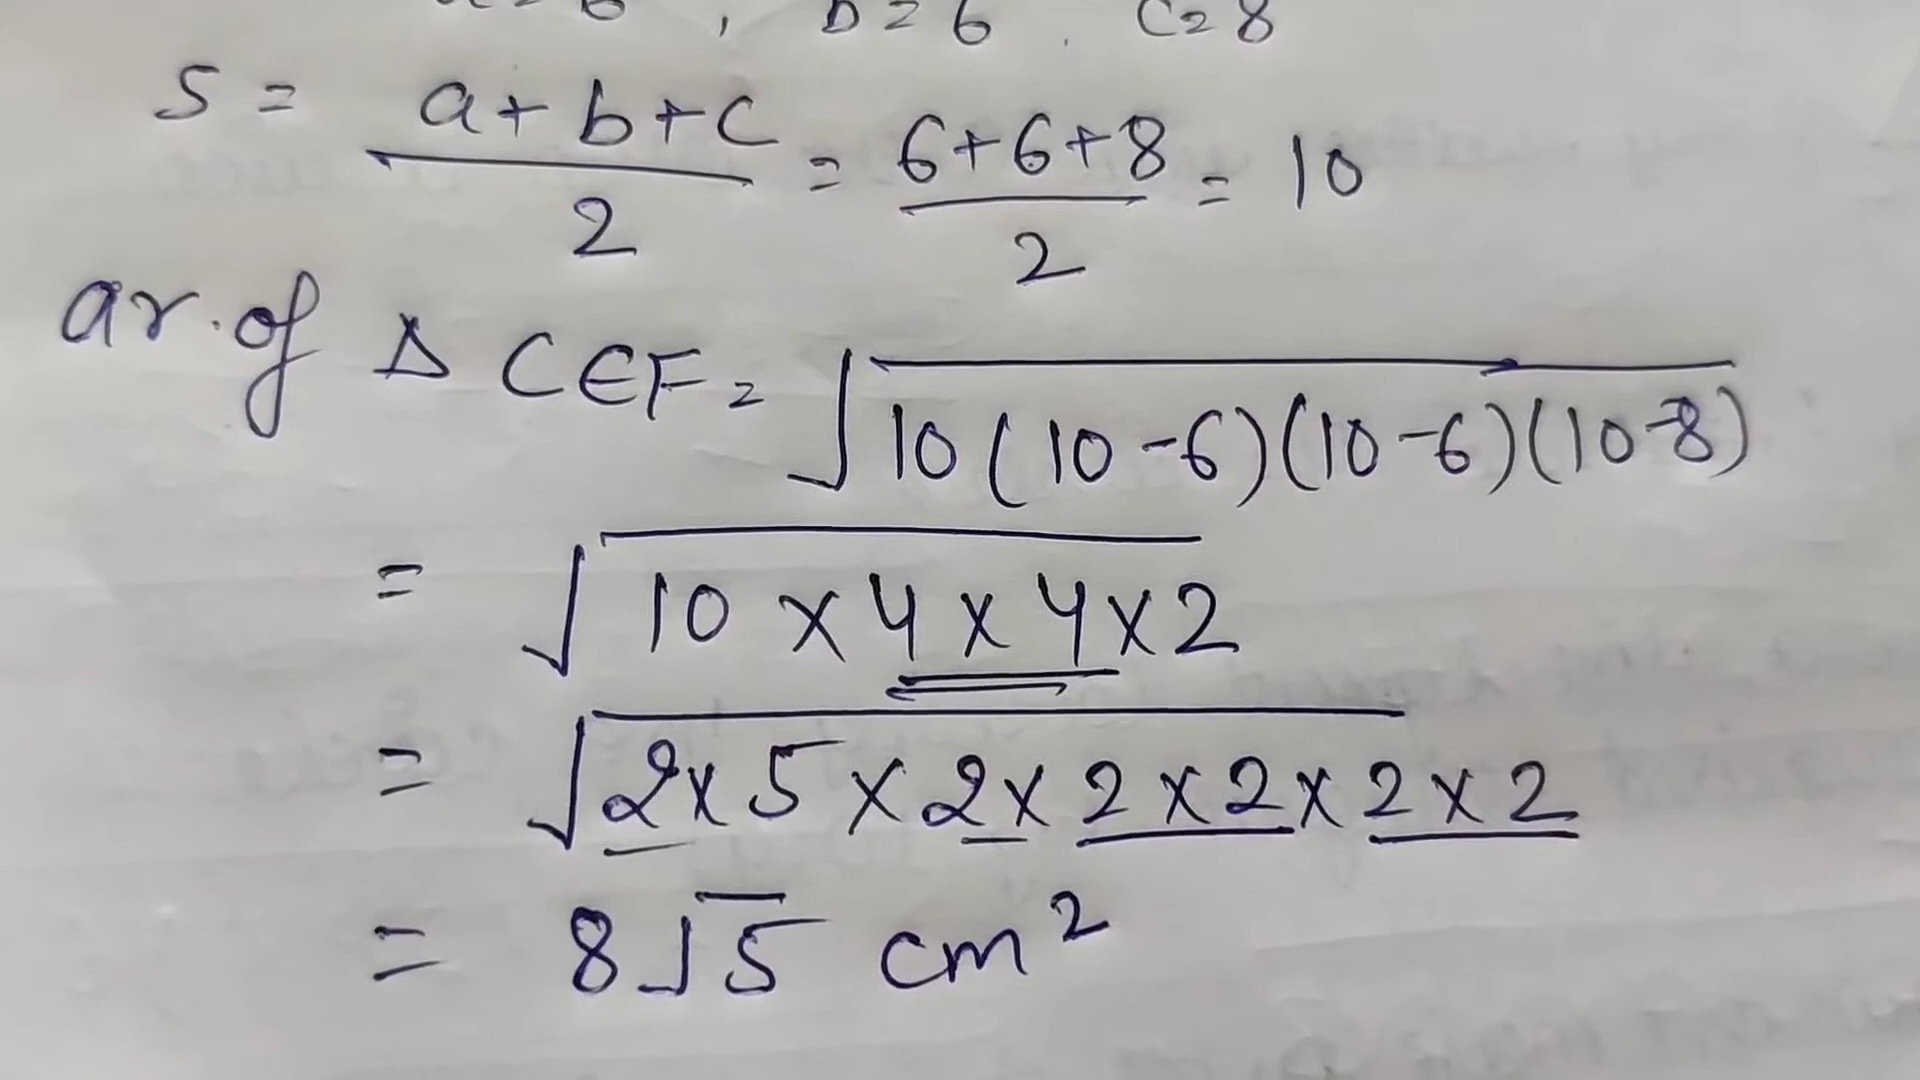 a = 6 , b = 6 . c = 8
S = a+b+c/2 = 6+6+8/2 = 10
ar. of Δ CEF = √10(10-6)(10-6)(10-8)
= √10 × 4 × 4 × 2
= √2 × 5 × 2 × 2 × 2 × 2 × 2
= 8√5 cm²